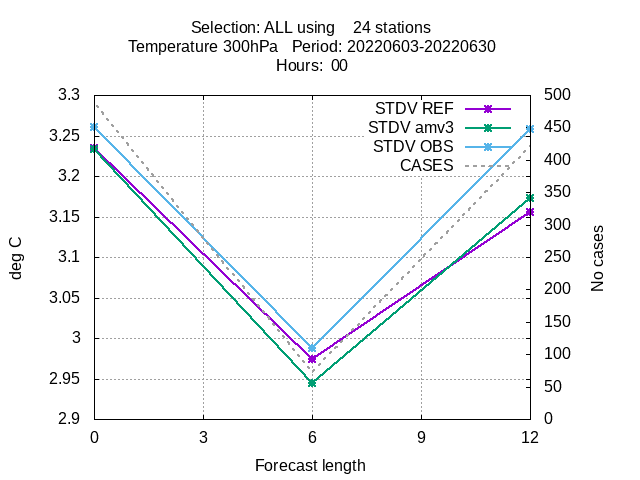 Selection: ALL using    24 stations
Temperature 300hPa   Period: 20220603-20220630
Hours:  00
3.3
3.25
3.2
3.15
3.1
3.05
3
2.95
2.9
deg C
STDV REF
STDV amv3
STDV OBS
CASES
500
450
400
350
300
250
200
150
100
50
0
No cases
0 3 6 9 12
Forecast length